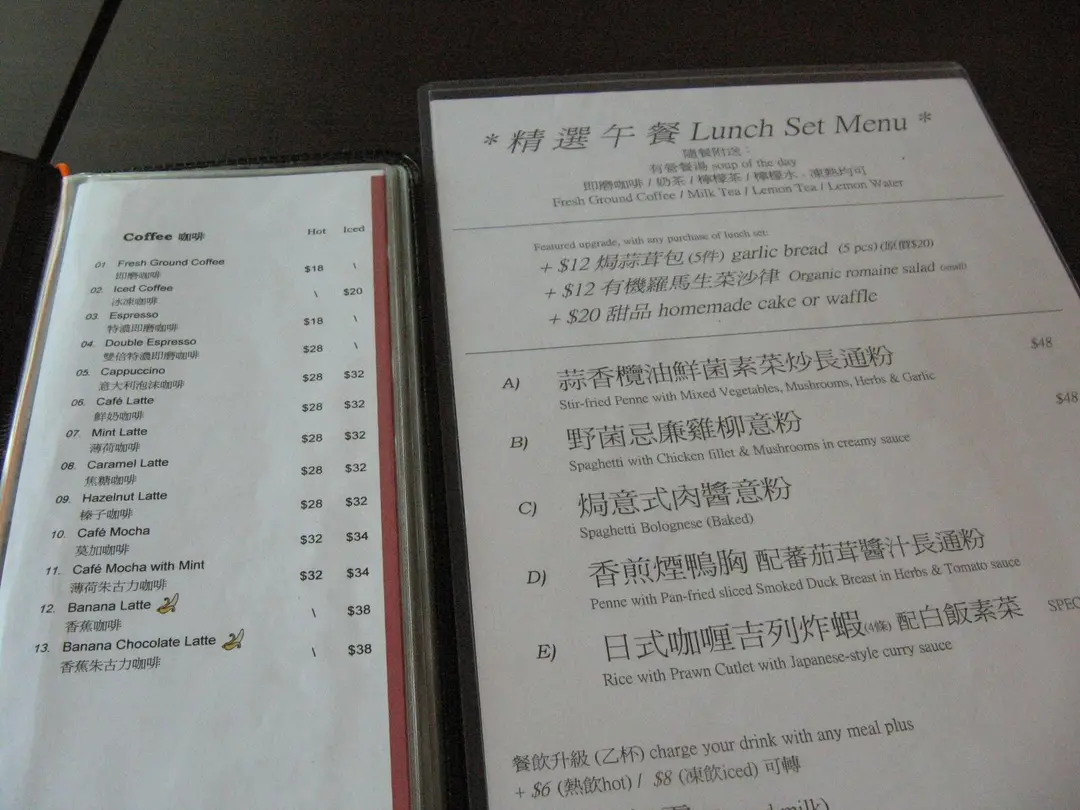 Coffee 咖啡 Hot Iced
01. Fresh Ground Coffee $18 \
即磨咖啡
02. Iced Coffee \ $20
冰凍咖啡
03. Espresso $18 \
特濃即磨咖啡
04. Double Espresso $28 \
雙倍特濃即磨咖啡
05. Cappuccino $28 $32
意大利泡沫咖啡
06. Café Latte $28 $32
鮮奶咖啡
07. Mint Latte $28 $32
薄荷咖啡
08. Caramel Latte $28 $32
焦糖咖啡
09. Hazelnut Latte $28 $32
榛子咖啡
10. Café Mocha $32 $34
莫加咖啡
11. Café Mocha with Mint $32 $34
薄荷朱古力咖啡
12. Banana Latte \ $38
香蕉咖啡
13. Banana Chocolate Latte \ $38
香蕉朱古力咖啡
* 精選午餐 Lunch Set Menu *
隨餐附送：
有營餐湯 soup of the day
即磨咖啡 / 奶茶 / 檸檬茶 / 檸檬水 - 凍熱均可
Fresh Ground Coffee / Milk Tea / Lemon Tea / Lemon Water
Featured upgrade, with any purchase of lunch set:
+ $12 焗蒜茸包 (5件) garlic bread (5 pcs) (原價$20)
+ $12 有機羅馬生菜沙律 Organic romaine salad (small)
+ $20 甜品 homemade cake or waffle
A) 蒜香欖油鮮菌素菜炒長通粉 $48
Stir-fried Penne with Mixed Vegetables, Mushrooms, Herbs & Garlic
B) 野菌忌廉雞柳意粉 $48
Spaghetti with Chicken fillet & Mushrooms in creamy sauce
C) 焗意式肉醬意粉
Spaghetti Bolognese (Baked)
D) 香煎煙鴨胸 配蕃茄茸醬汁長通粉
Penne with Pan-fried sliced Smoked Duck Breast in Herbs & Tomato sauce
E) 日式咖喱吉列炸蝦(4條) 配白飯素菜 SPEC
Rice with Prawn Cutlet with Japanese-style curry sauce
餐飲升級 (乙杯) charge your drink with any meal plus
+ $6 (熱飲hot) / $8 (凍飲iced) 可轉
milk)